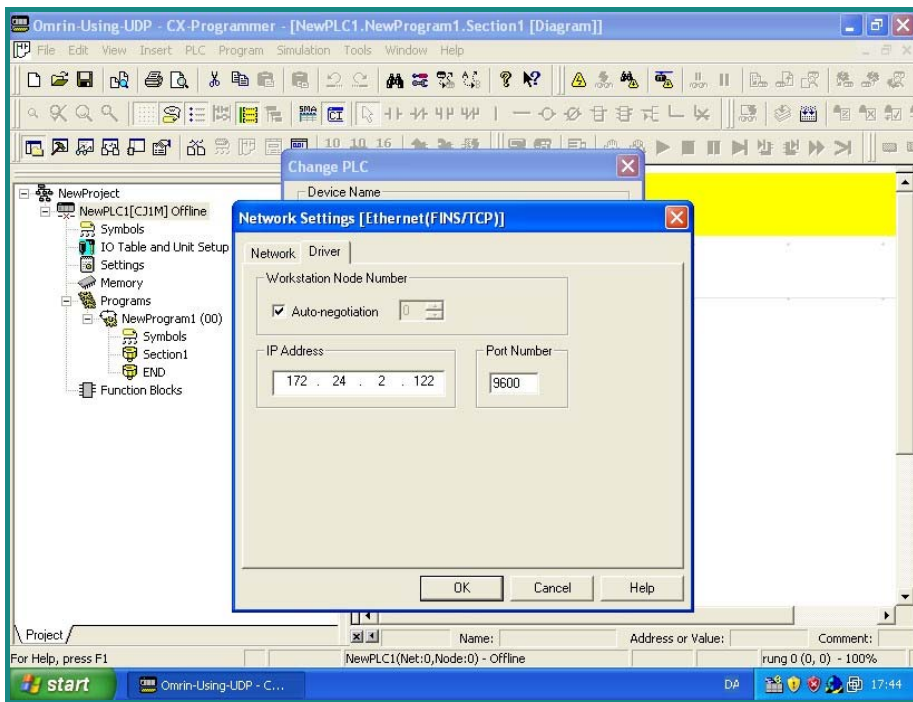 Omrin-Using-UDP - CX-Programmer - [NewPLC1.NewProgram1.Section1 [Diagram]]
File Edit View Insert PLC Program Simulation Tools Window Help
10 10 16
Change PLC
Device Name
NewProject
NewPLC1[CJ1M] Offline
Symbols
IO Table and Unit Setup
Settings
Memory
Programs
NewProgram1 (00)
Symbols
Section1
END
Function Blocks
Network Settings [Ethernet(FINS/TCP)]
Network Driver
Workstation Node Number
Auto-negotiation 0
IP Address Port Number
172 . 24 . 2 . 122 9600
OK Cancel Help
Project
Name: Address or Value: Comment:
For Help, press F1 NewPLC1(Net:0,Node:0) - Offline rung 0 (0, 0) - 100%
start Omrin-Using-UDP - C... DA 17:44